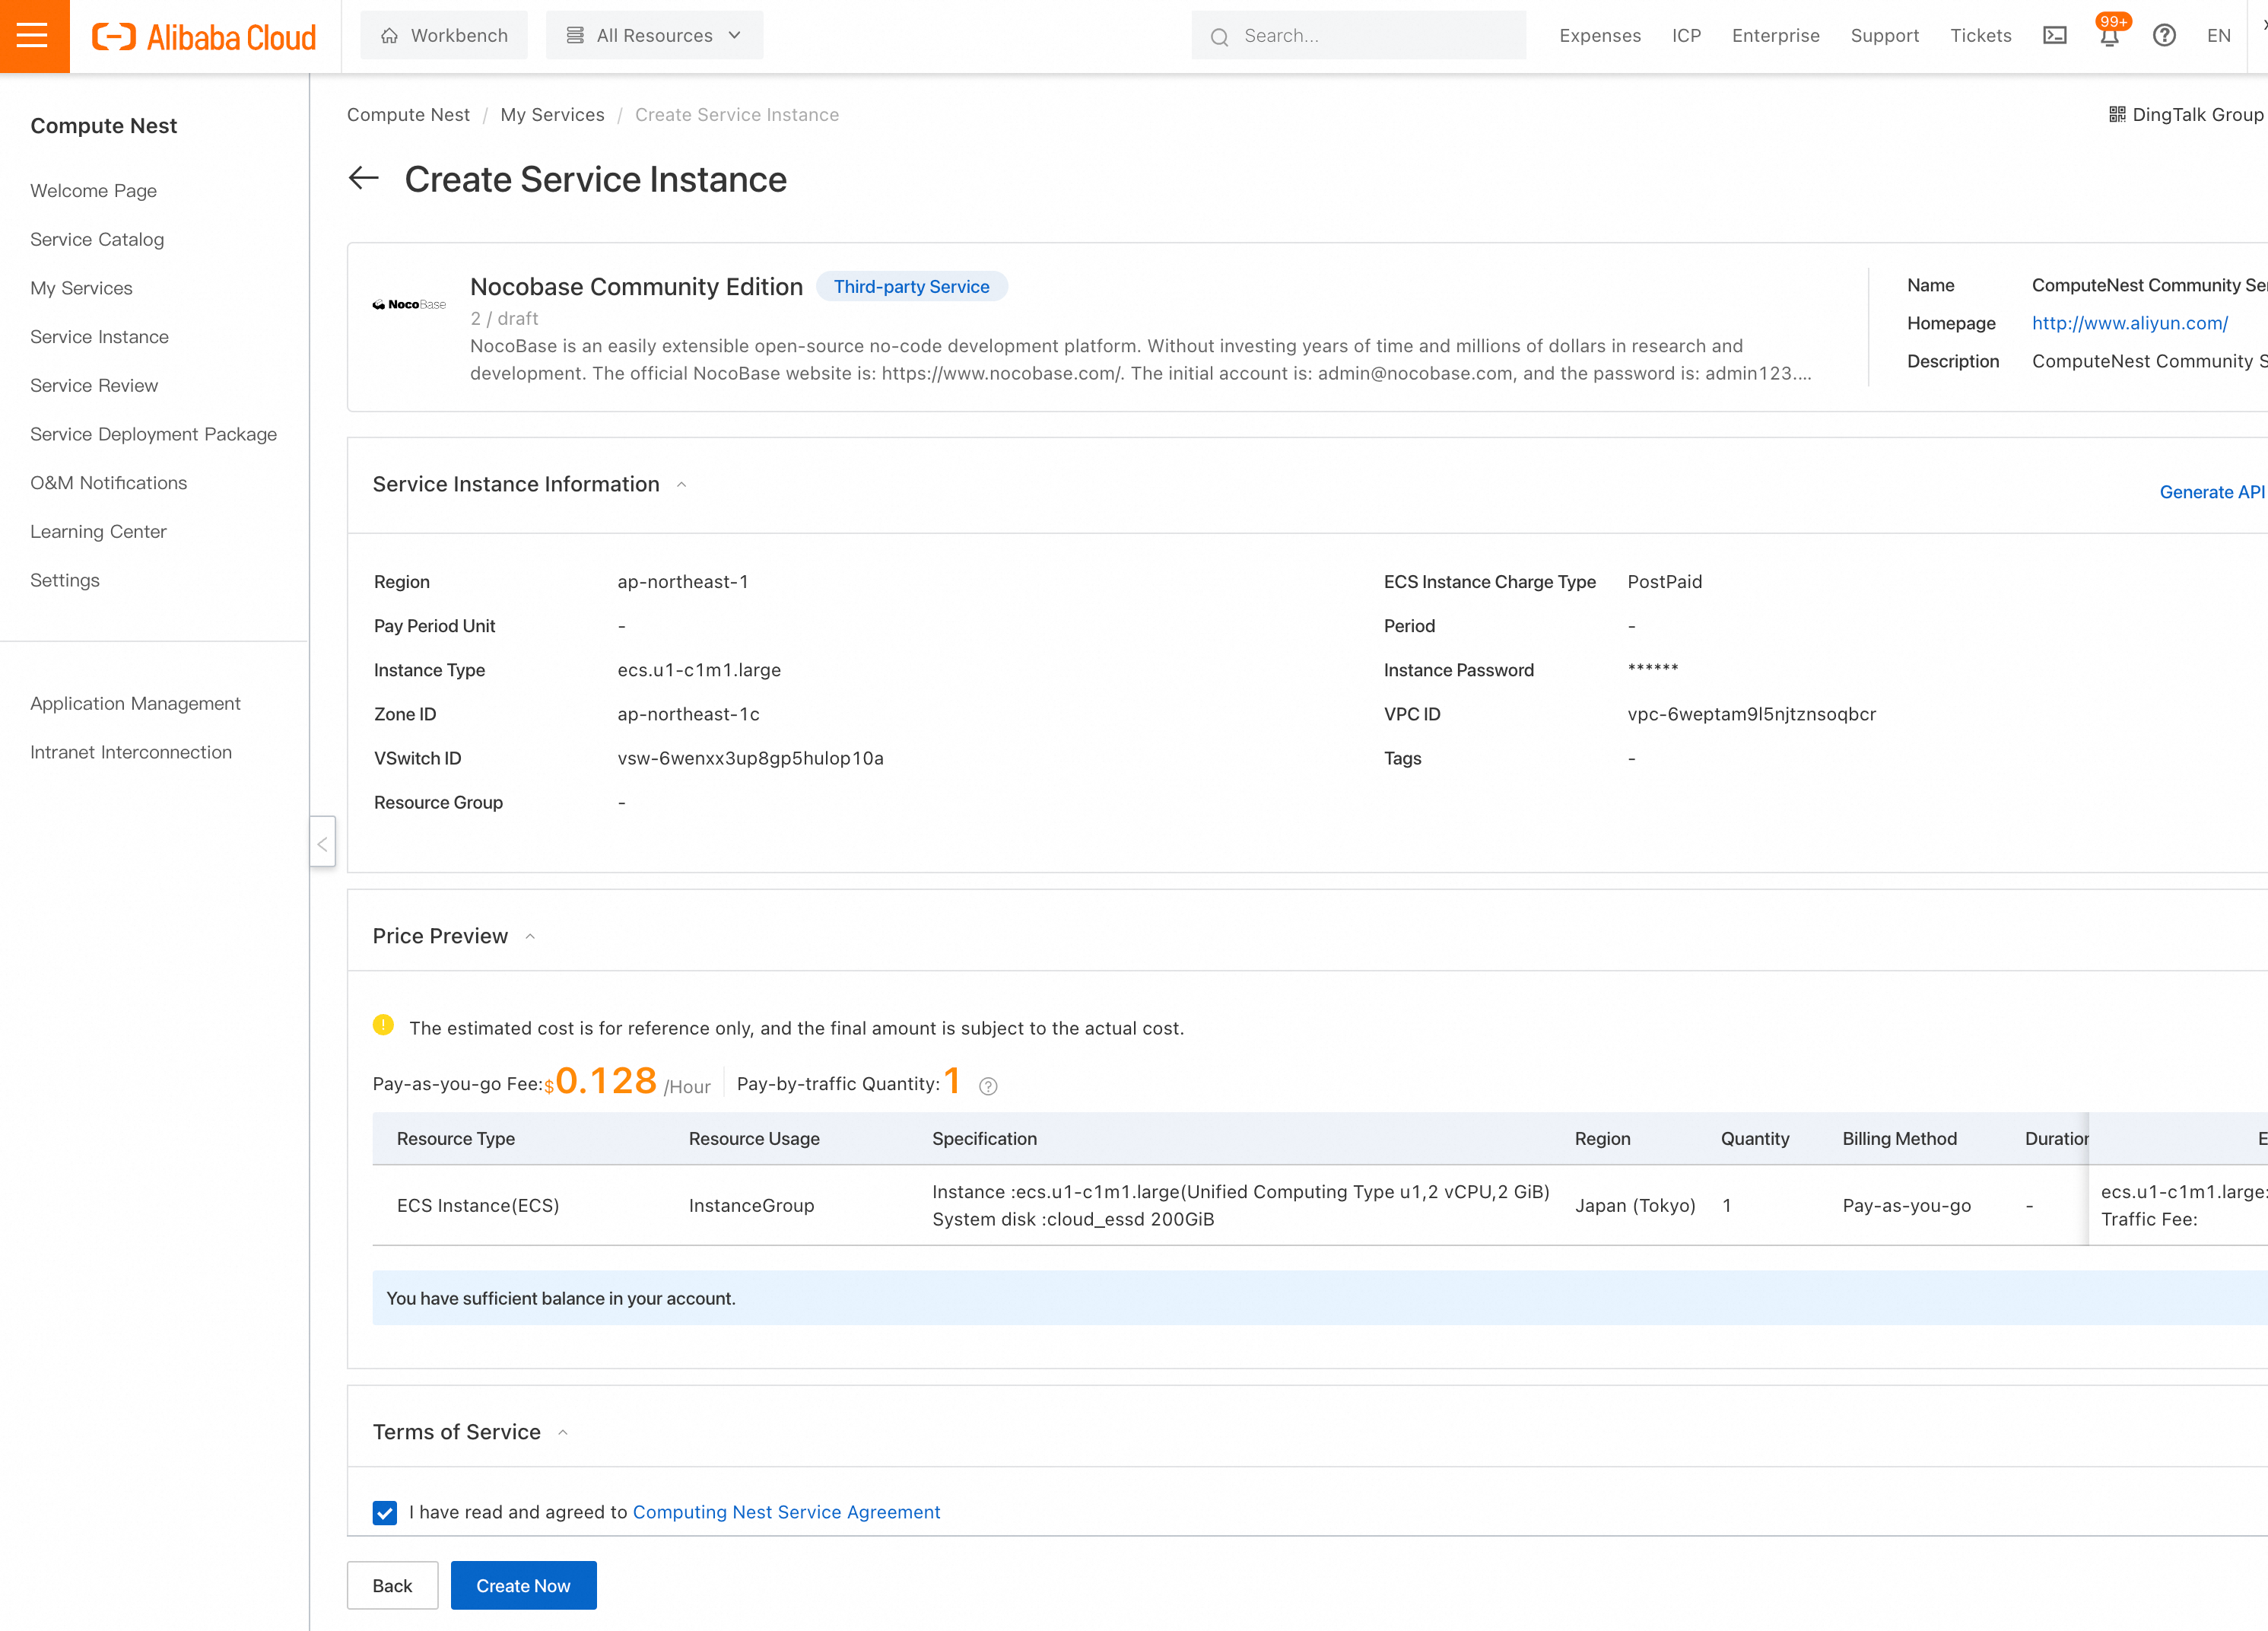 Alibaba Cloud
Workbench
All Resources
Search...
Expenses
ICP
Enterprise
Support
Tickets
99+
EN
Compute Nest
Welcome Page
Service Catalog
My Services
Service Instance
Service Review
Service Deployment Package
O&M Notifications
Learning Center
Settings
Application Management
Intranet Interconnection
Compute Nest / My Services / Create Service Instance
DingTalk Group
Create Service Instance
NocoBase
Nocobase Community Edition
Third-party Service
2 / draft
NocoBase is an easily extensible open-source no-code development platform. Without investing years of time and millions of dollars in research and
development. The official NocoBase website is: https://www.nocobase.com/. The initial account is: admin@nocobase.com, and the password is: admin123....
Name ComputeNest Community Se
Homepage http://www.aliyun.com/
Description ComputeNest Community S
Service Instance Information
Generate API
Region ap-northeast-1
ECS Instance Charge Type PostPaid
Pay Period Unit -
Period -
Instance Type ecs.u1-c1m1.large
Instance Password ******
Zone ID ap-northeast-1c
VPC ID vpc-6weptam9l5njtznsoqbcr
VSwitch ID vsw-6wenxx3up8gp5hulop10a
Tags -
Resource Group -
Price Preview
The estimated cost is for reference only, and the final amount is subject to the actual cost.
Pay-as-you-go Fee:$0.128 /Hour
Pay-by-traffic Quantity: 1
Resource Type Resource Usage Specification Region Quantity Billing Method Duration E
ECS Instance(ECS) InstanceGroup
Instance :ecs.u1-c1m1.large(Unified Computing Type u1,2 vCPU,2 GiB)
System disk :cloud_essd 200GiB
Japan (Tokyo) 1 Pay-as-you-go -
ecs.u1-c1m1.large:
Traffic Fee:
You have sufficient balance in your account.
Terms of Service
I have read and agreed to Computing Nest Service Agreement
Back
Create Now